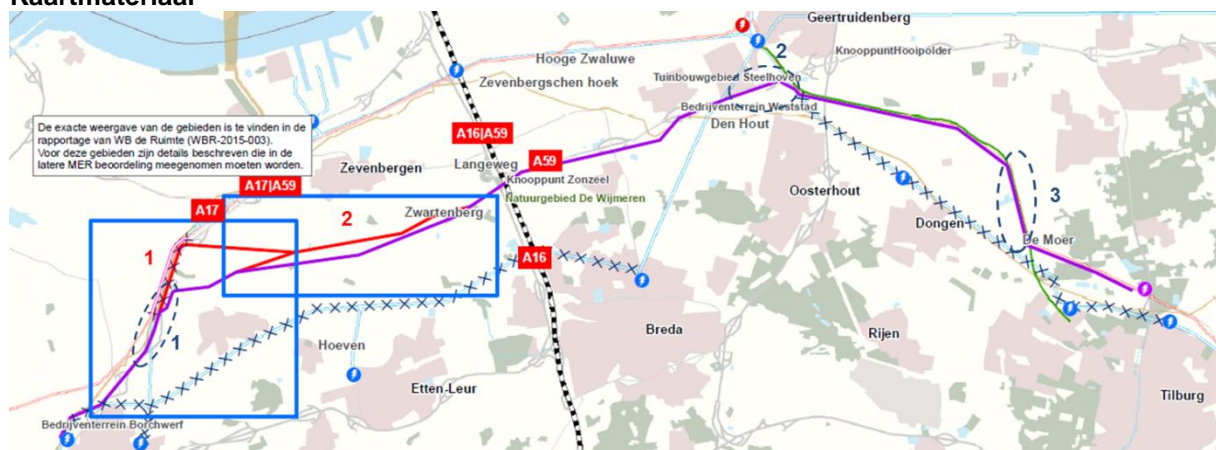 Kaartmateriaal
Geertruidenberg
Hooge Zwaluwe
2
Knooppunt Hooipolder
Zevenbergschen hoek
Tuinbouwgebied Steelhoven
Bedrijventerrein Weststad
De exacte weergave van de gebieden is te vinden in de
rapportage van WB de Ruimte (WBR-2015-003).
Voor deze gebieden zijn details beschreven die in de
latere MER beoordeling meegenomen moeten worden.
A16|A59
Den Hout
Zevenbergen
Langeweg
A59
A17|A59
Knooppunt Zonzeel
Oosterhout
3
Natuurgebied De Wijmeren
A17
Zwartenberg
2
Dongen
De Moer
1
A16
Breda
Rijen
1
Hoeven
Etten-Leur
Tilburg
Bedrijventerrein Borchwerf